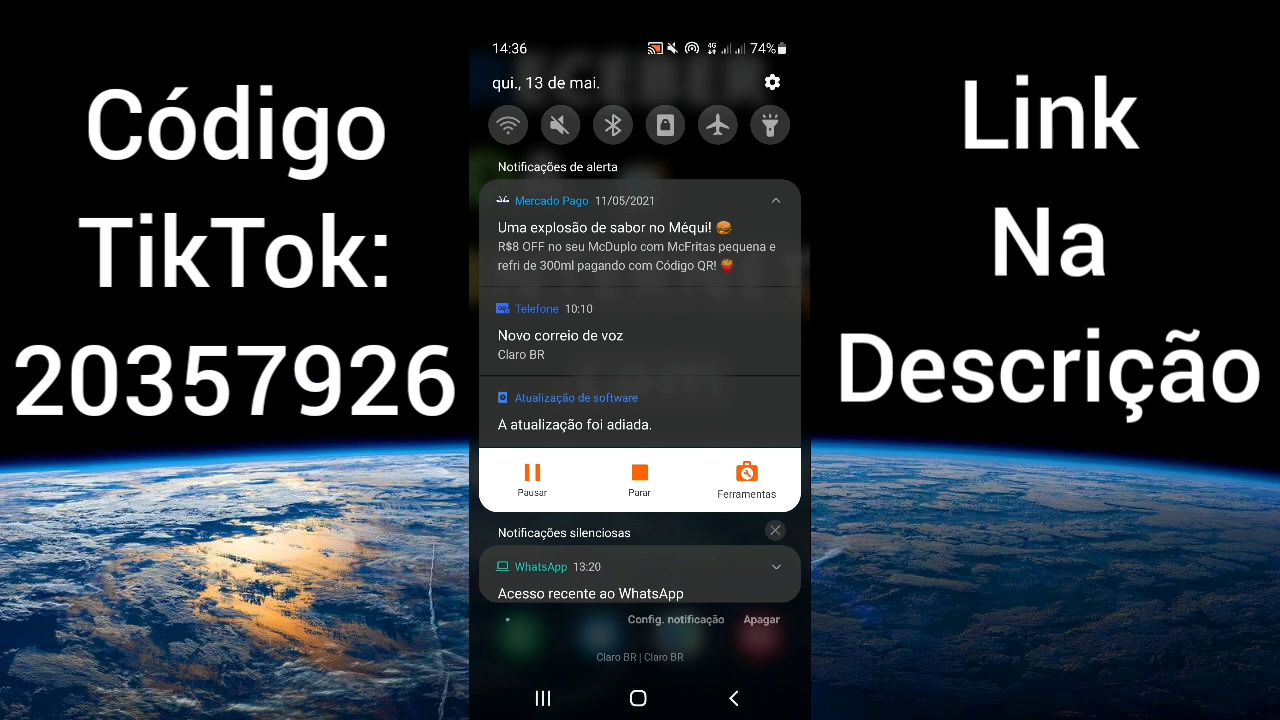 Código
TikTok:
20357926
14:36
4G
74%
qui., 13 de mai.
Notificações de alerta
Mercado Pago 11/05/2021
Uma explosão de sabor no Méqui! 🍔
R$8 OFF no seu McDuplo com McFritas pequena e
refri de 300ml pagando com Código QR! 🍟
Telefone 10:10
Novo correio de voz
Claro BR
Atualização de software
A atualização foi adiada.
Pausar Parar Ferramentas
Notificações silenciosas
WhatsApp 13:20
Acesso recente ao WhatsApp
Config. notificação Apagar
Claro BR | Claro BR
Link
Na
Descrição